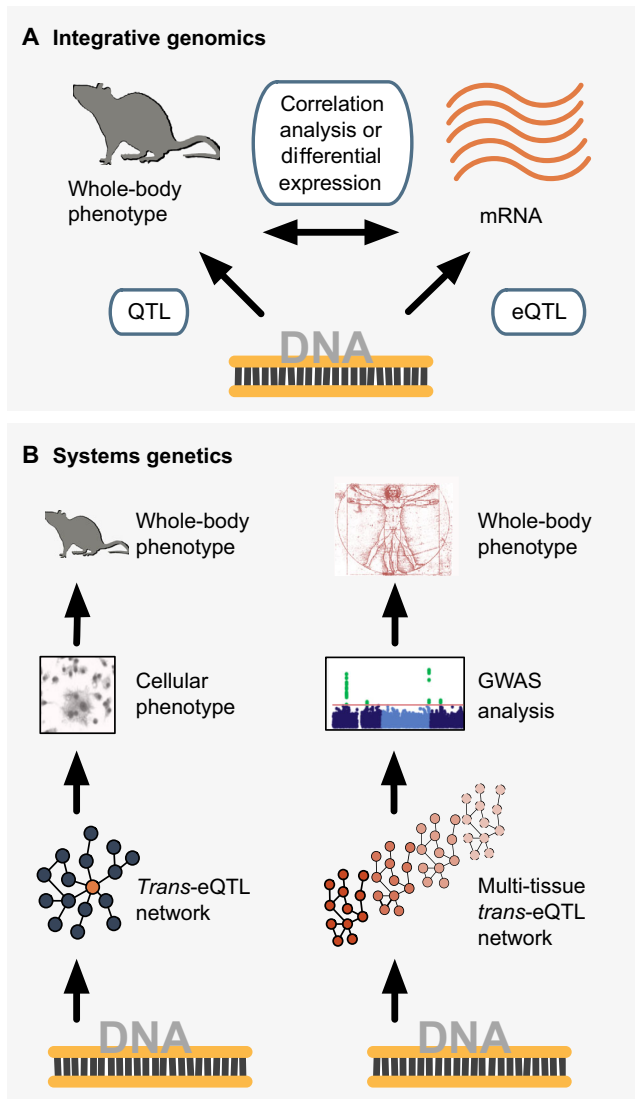 A Integrative genomics
Correlation
analysis or
differential
expression
Whole-body
phenotype
mRNA
QTL
eQTL
DNA
B Systems genetics
Whole-body
phenotype
Whole-body
phenotype
Cellular
phenotype
GWAS
analysis
Trans-eQTL
network
Multi-tissue
trans-eQTL
network
DNA
DNA